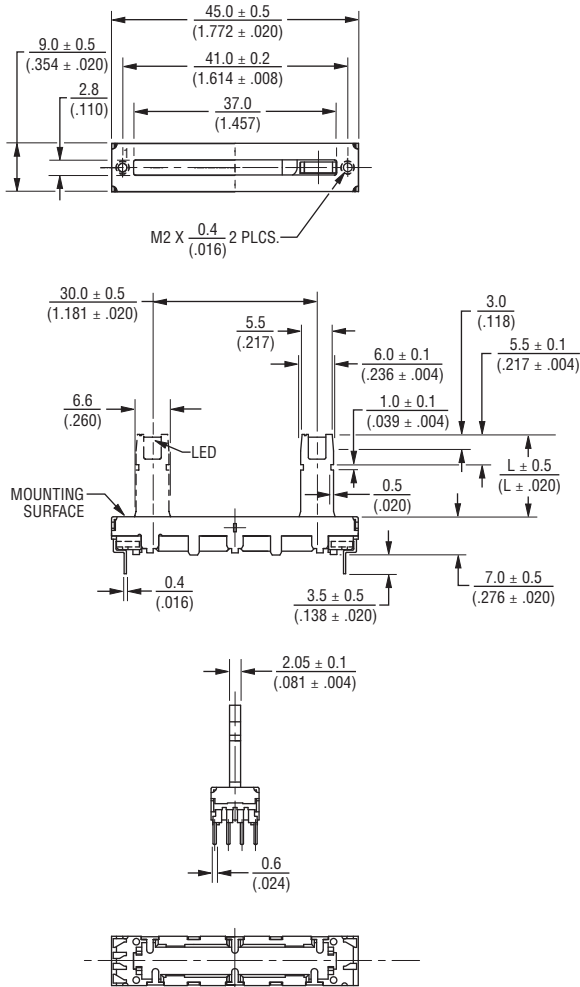 45.0 ± 0.5
(1.772 ± .020)
9.0 ± 0.5
(.354 ± .020)
41.0 ± 0.2
(1.614 ± .008)
2.8
(.110)
37.0
(1.457)
M2 X 0.4 2 PLCS.
(.016)
30.0 ± 0.5
(1.181 ± .020)
3.0
(.118)
5.5
(.217)
5.5 ± 0.1
(.217 ± .004)
6.0 ± 0.1
(.236 ± .004)
6.6
(.260)
1.0 ± 0.1
(.039 ± .004)
LED
L ± 0.5
(L ± .020)
MOUNTING
SURFACE
0.5
(.020)
0.4
(.016)
3.5 ± 0.5
(.138 ± .020)
7.0 ± 0.5
(.276 ± .020)
2.05 ± 0.1
(.081 ± .004)
0.6
(.024)